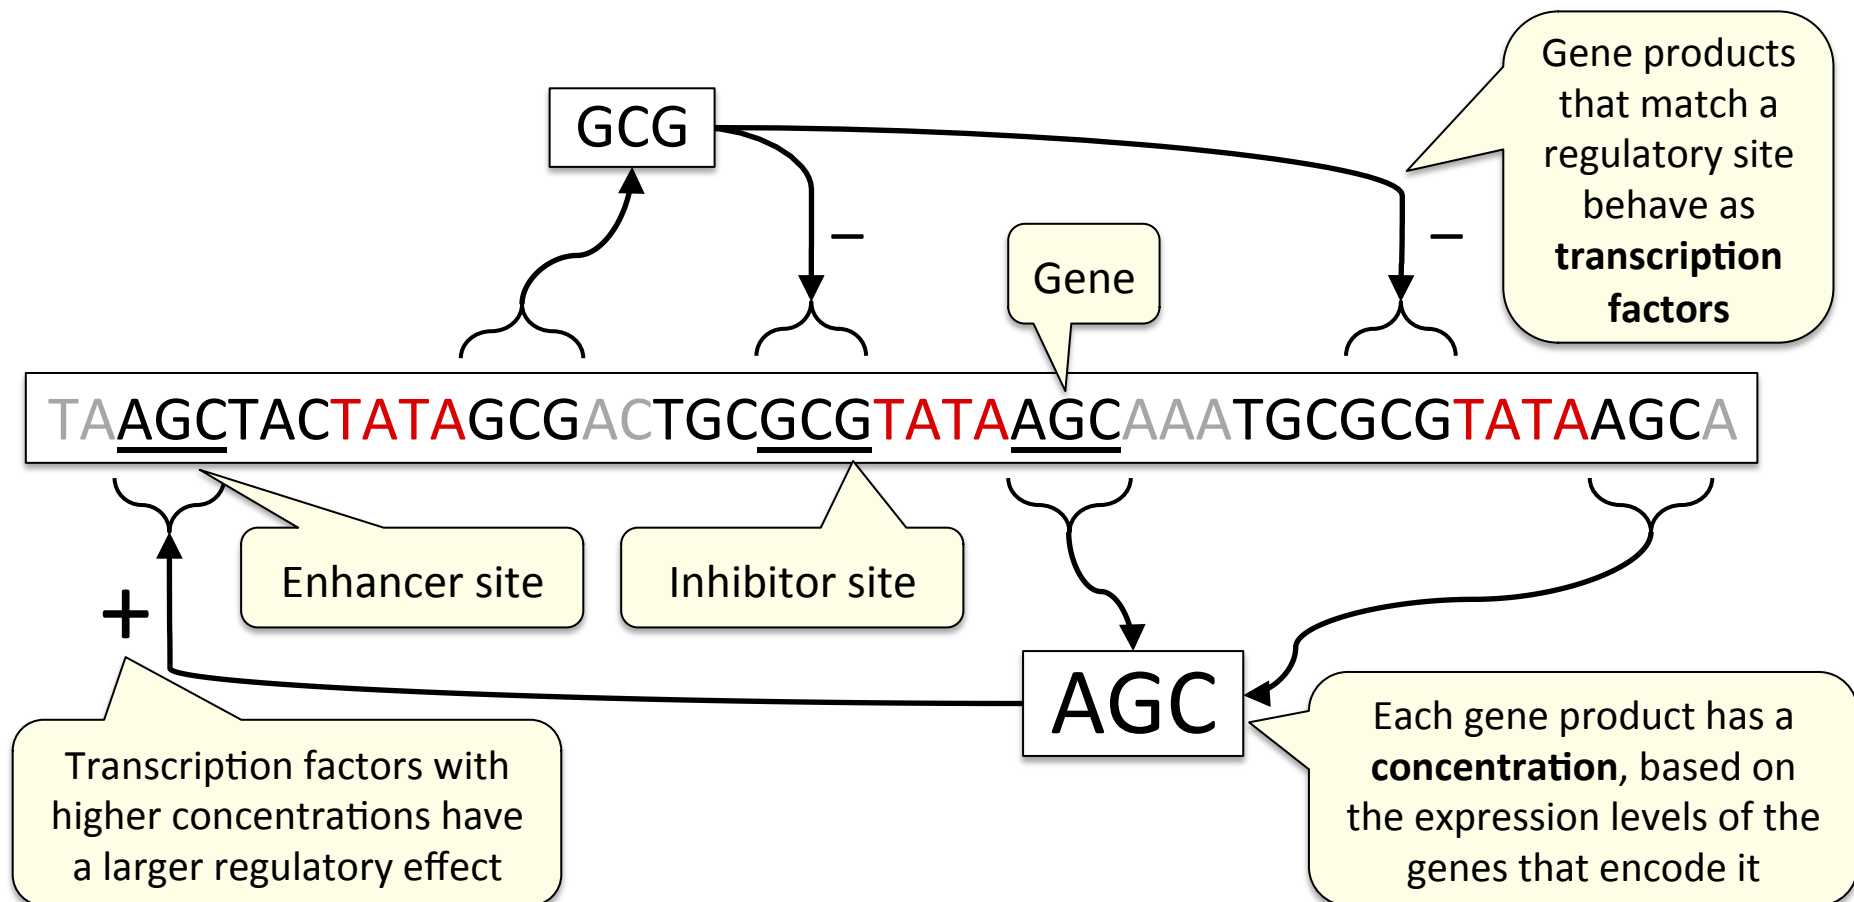 GCG
Gene products
that match a
regulatory site
behave as
transcription
factors
–
–
Gene
TAAGCTACTATAGCGACTGCGCGTATAAGCAAATGCGCGTATAAGCA
Enhancer site
Inhibitor site
+
AGC
Transcription factors with
higher concentrations have
a larger regulatory effect
Each gene product has a
concentration, based on
the expression levels of the
genes that encode it